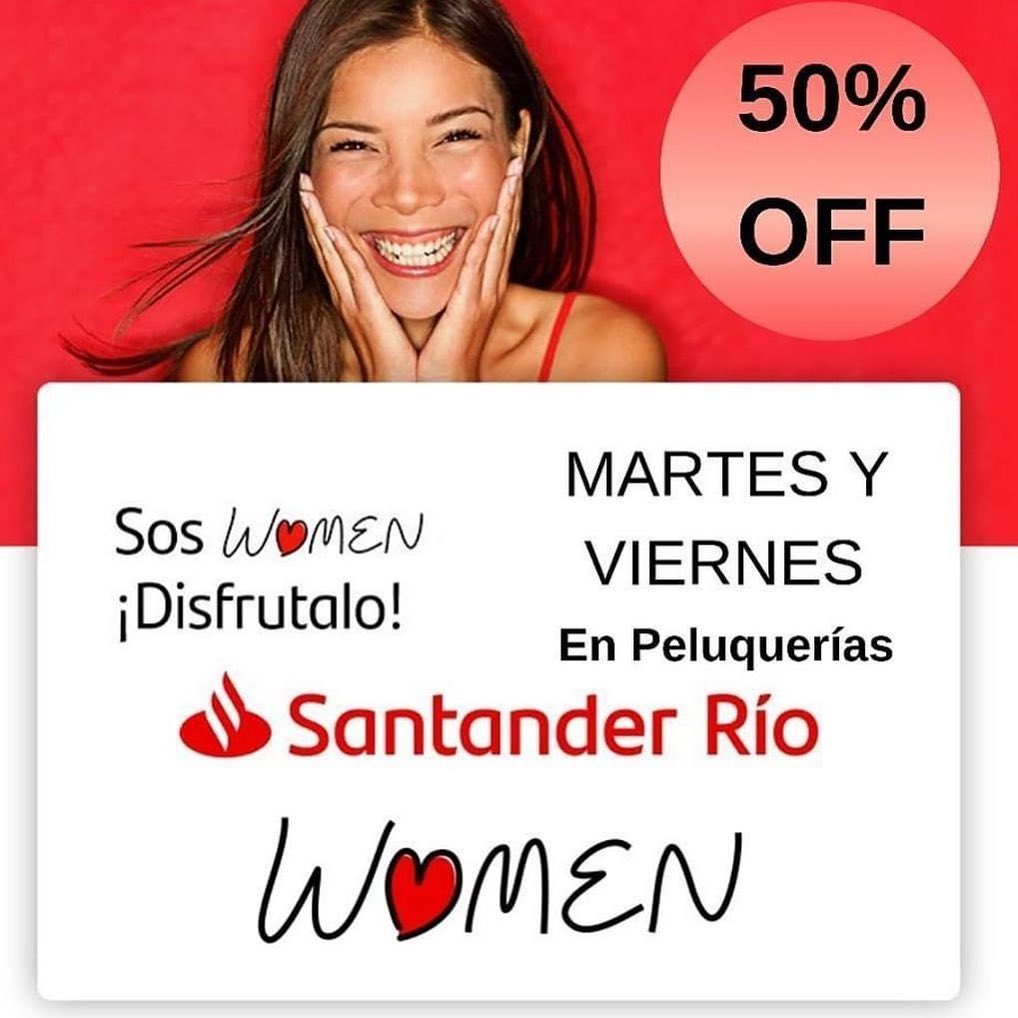 50%
OFF
Sos WOMEN
¡Disfrutalo!
MARTES Y
VIERNES
En Peluquerías
Santander Río
WOMEN